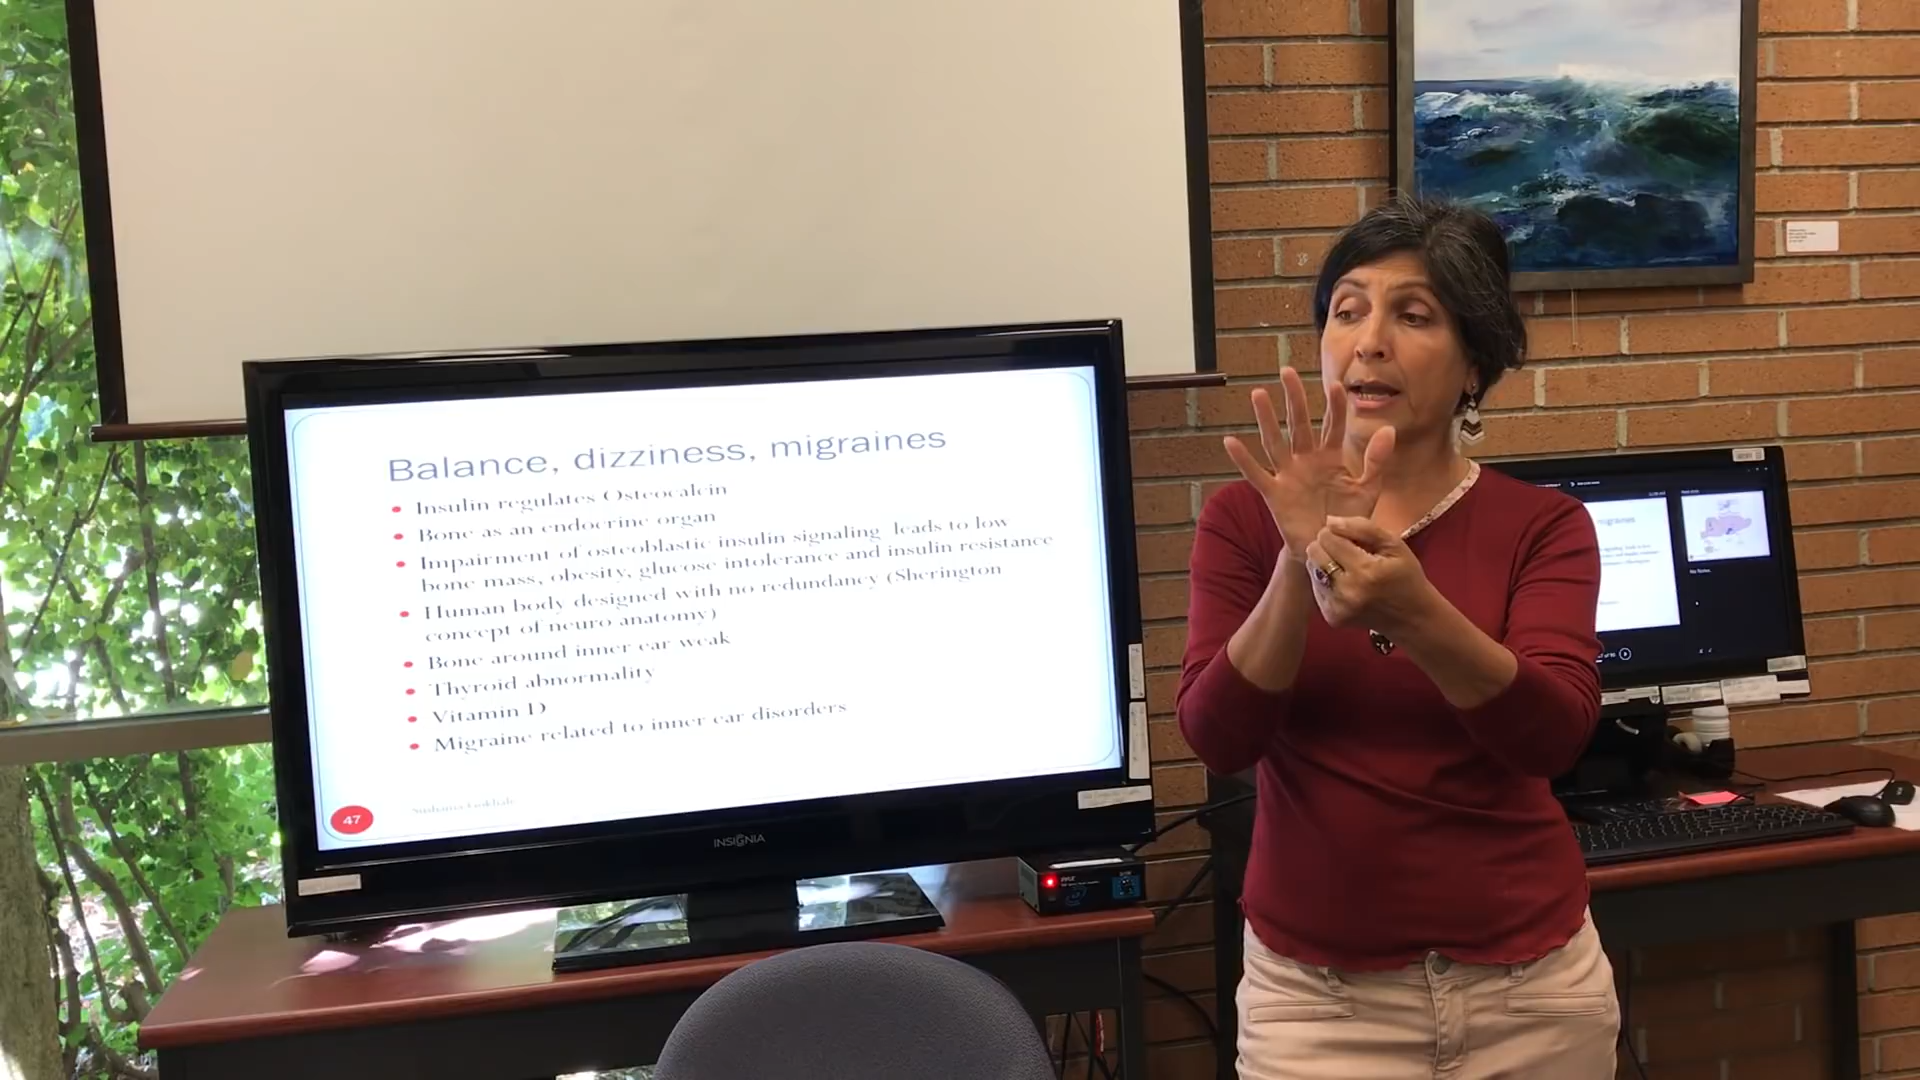 Balance, dizziness, migraines
Insulin regulates Osteocalcin
Bone as an endocrine organ
Impairment of osteoblastic insulin signaling leads to low
bone mass, obesity, glucose intolerance and insulin resistance
Human body designed with no redundancy (Sherington
concept of neuro anatomy)
Bone around inner ear weak
Thyroid abnormality
Vitamin D
Migraine related to inner ear disorders
47
INSIGNIA
migraines